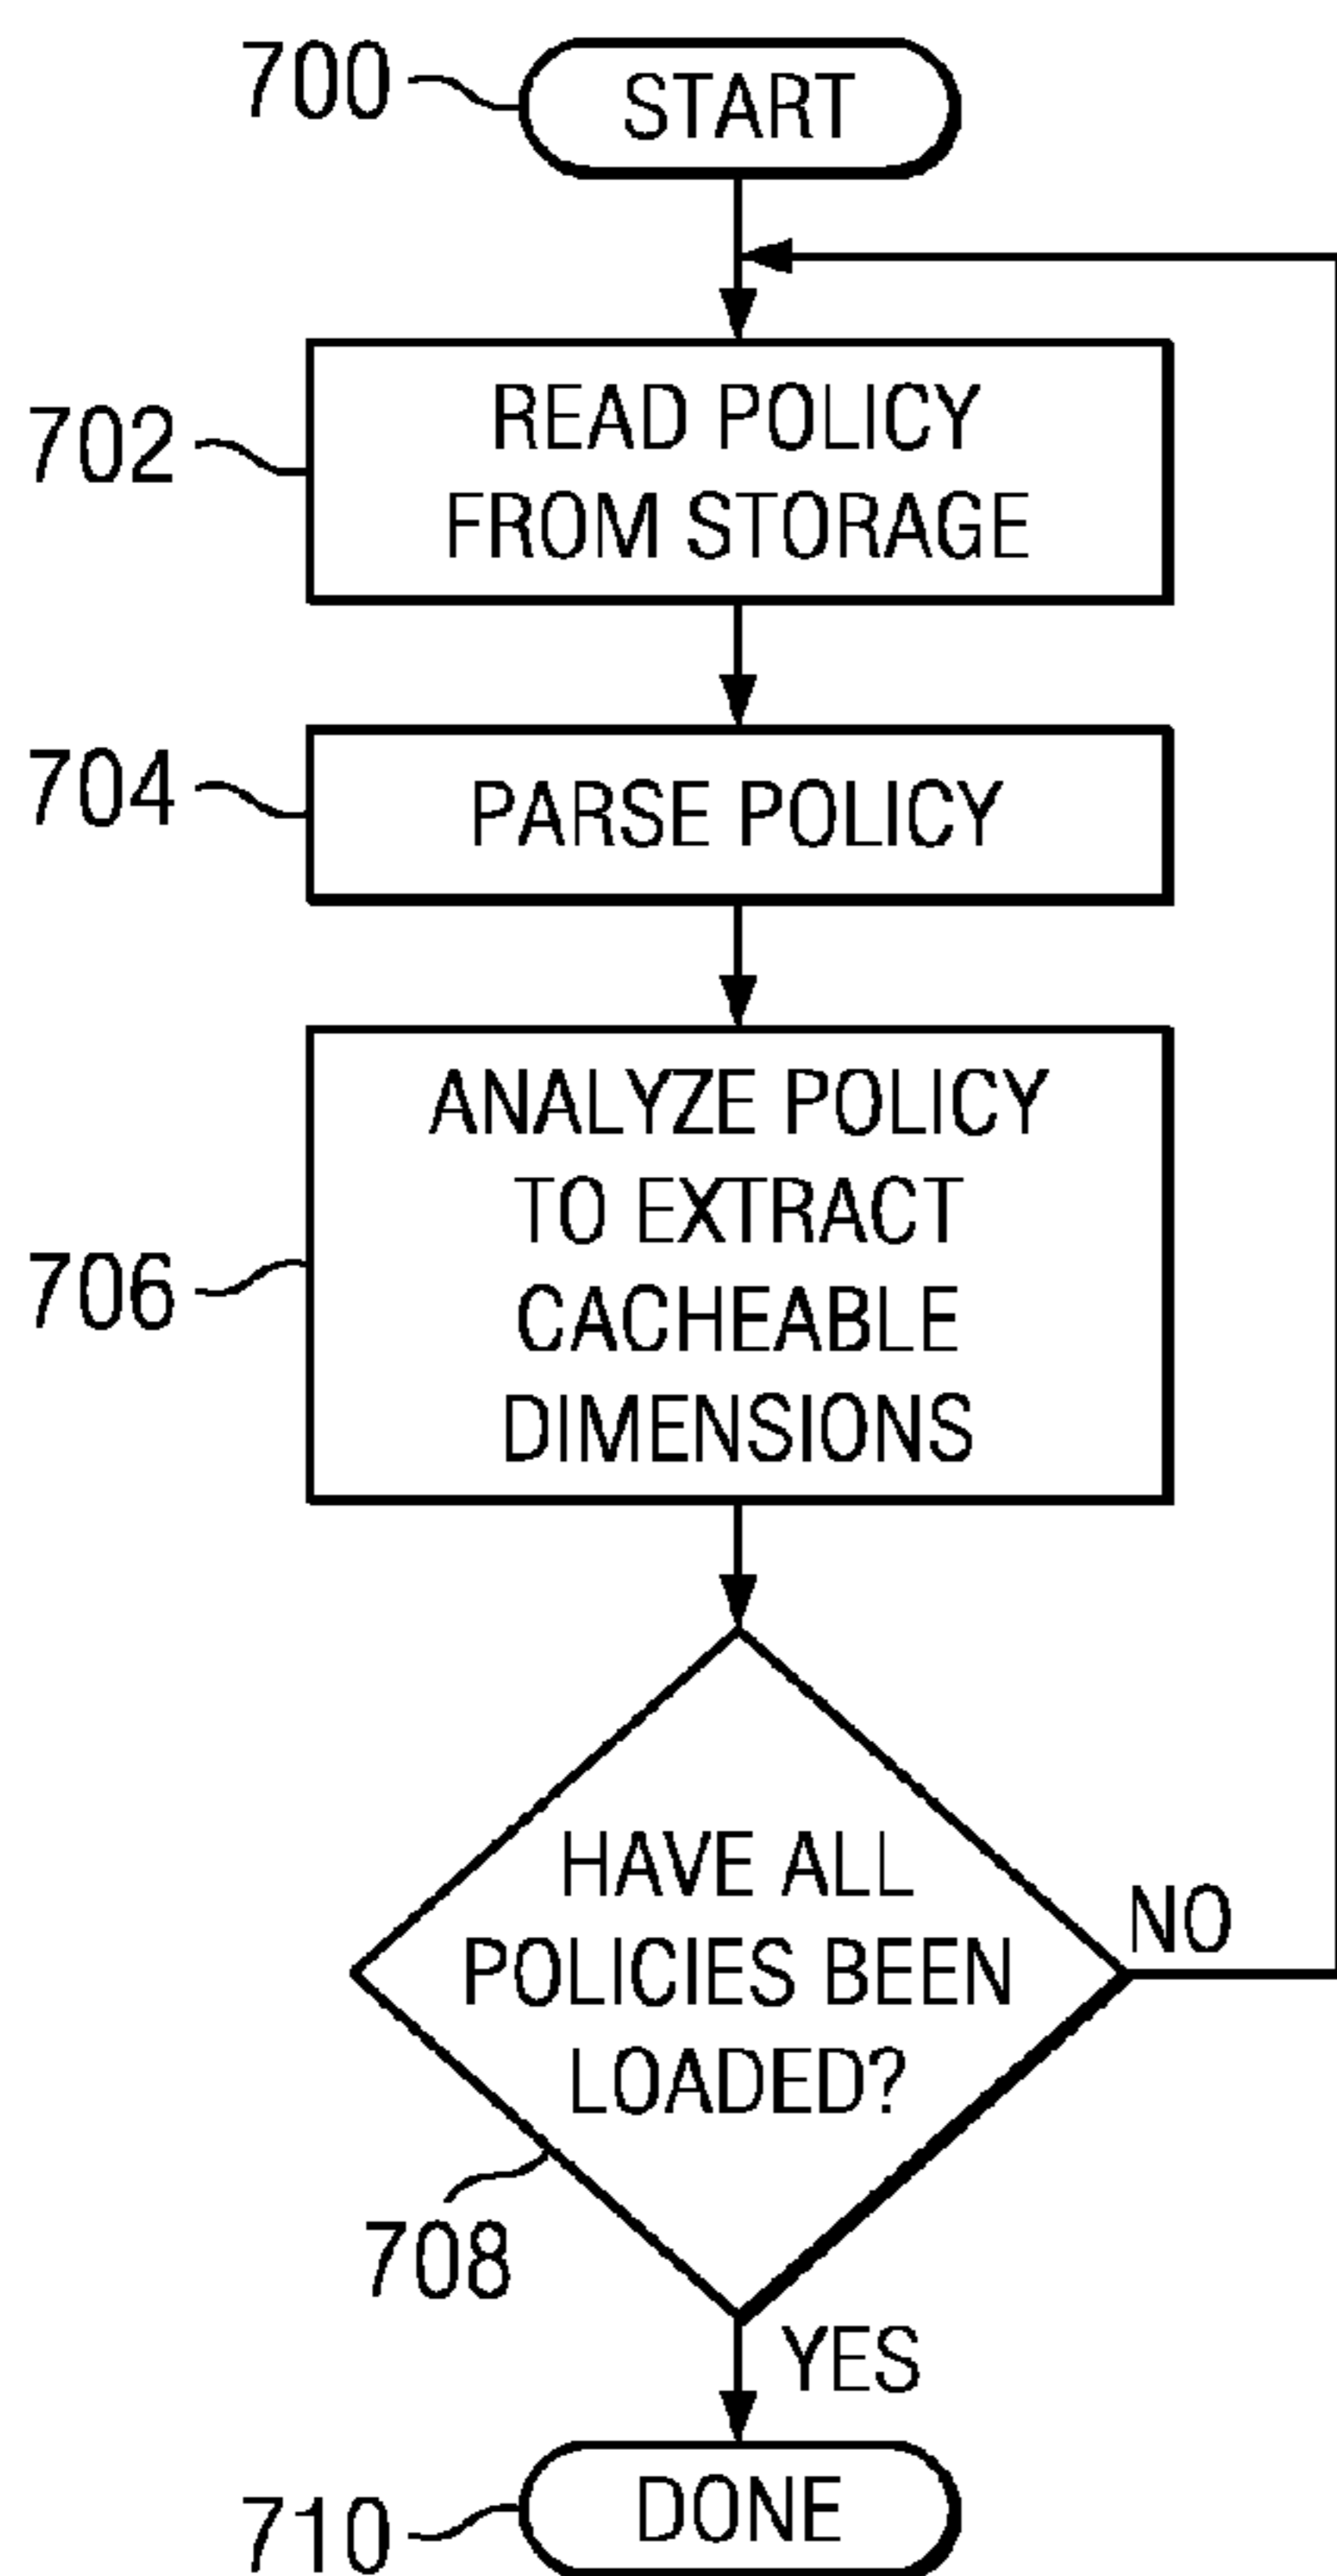 700
START
702
READ POLICY
FROM STORAGE
704
PARSE POLICY
706
ANALYZE POLICY
TO EXTRACT
CACHEABLE
DIMENSIONS
HAVE ALL
POLICIES BEEN
LOADED?
NO
708
YES
710
DONE